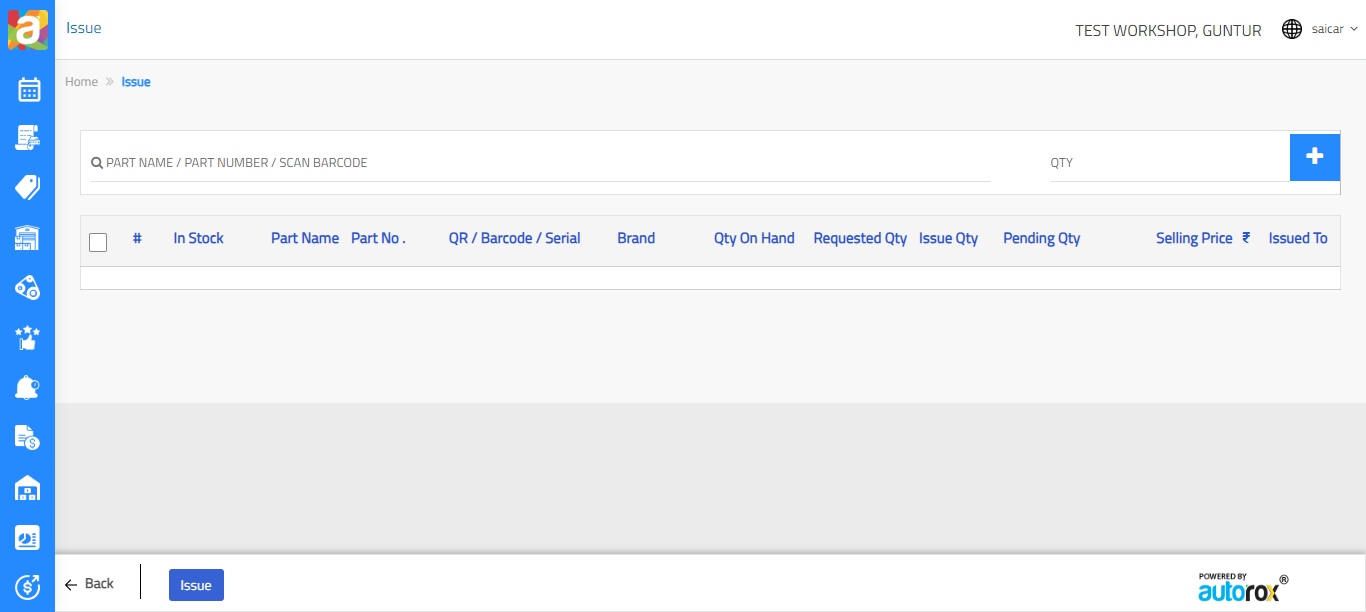 Issue
TEST WORKSHOP, GUNTUR
saicar
Home » Issue
PART NAME / PART NUMBER / SCAN BARCODE
QTY
# In Stock Part Name Part No . QR / Barcode / Serial Brand Qty On Hand Requested Qty Issue Qty Pending Qty Selling Price ₹ Issued To
Back
Issue
POWERED BY
autorox®